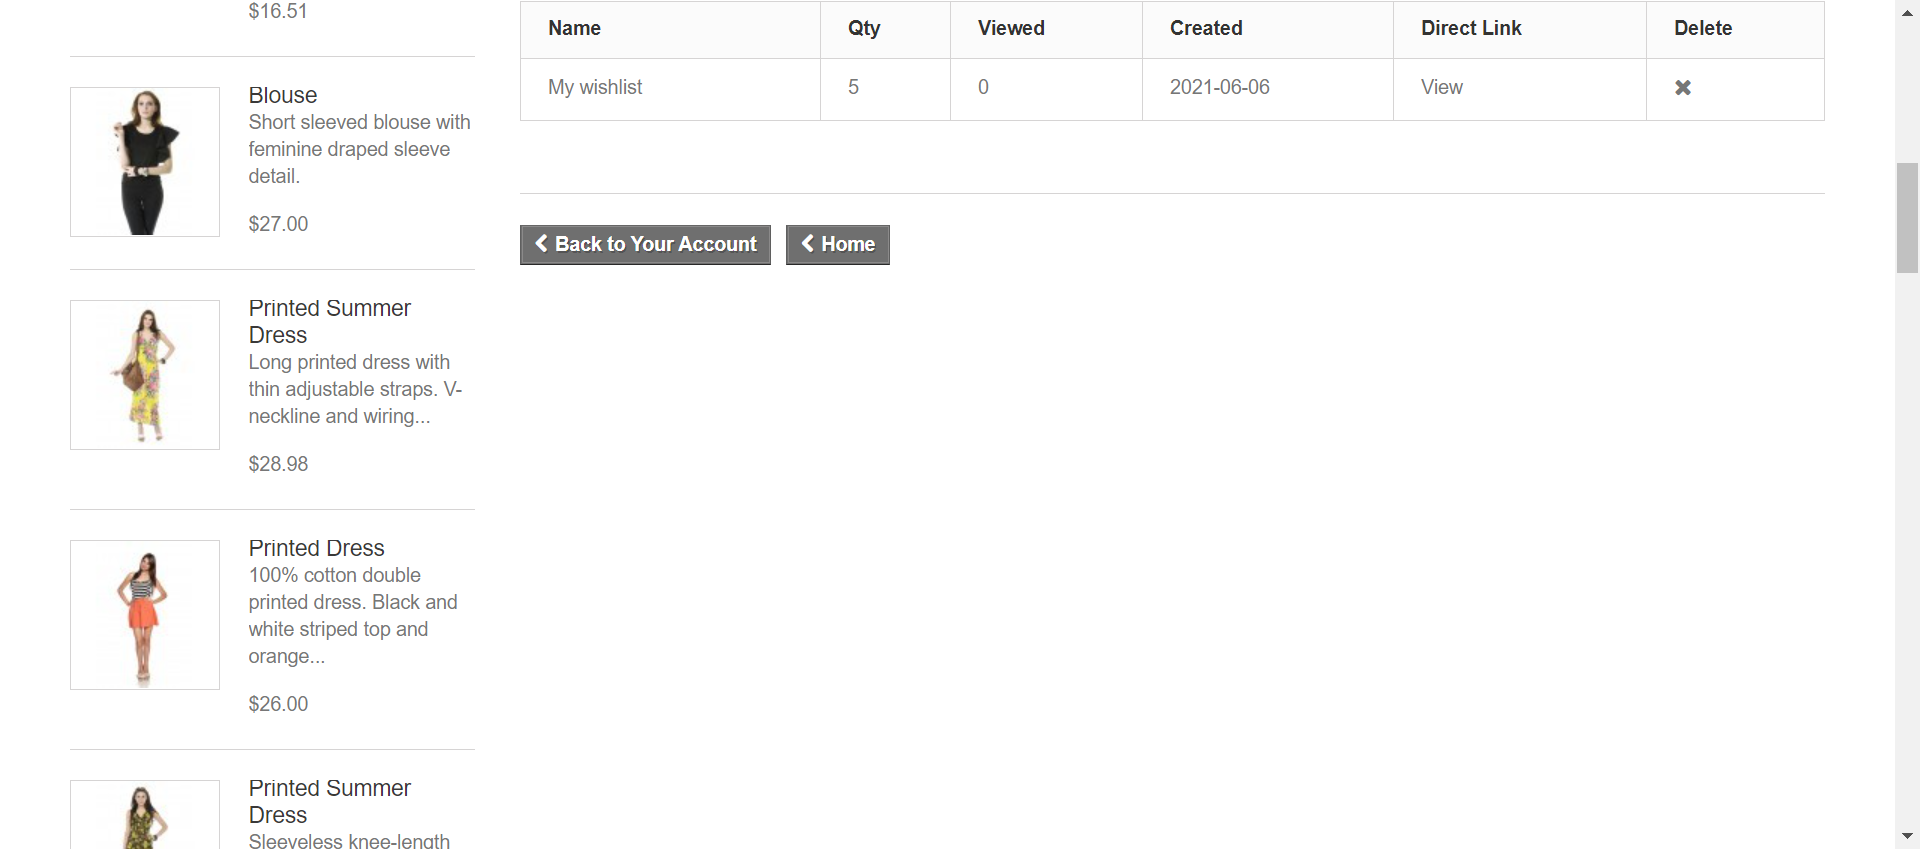 $16.51
Blouse
Short sleeved blouse with
feminine draped sleeve
detail.
$27.00
Printed Summer
Dress
Long printed dress with
thin adjustable straps. V-
neckline and wiring...
$28.98
Printed Dress
100% cotton double
printed dress. Black and
white striped top and
orange...
$26.00
Printed Summer
Dress
Sleeveless knee-length
Name Qty Viewed Created Direct Link Delete
My wishlist 5 0 2021-06-06 View
Back to Your Account Home